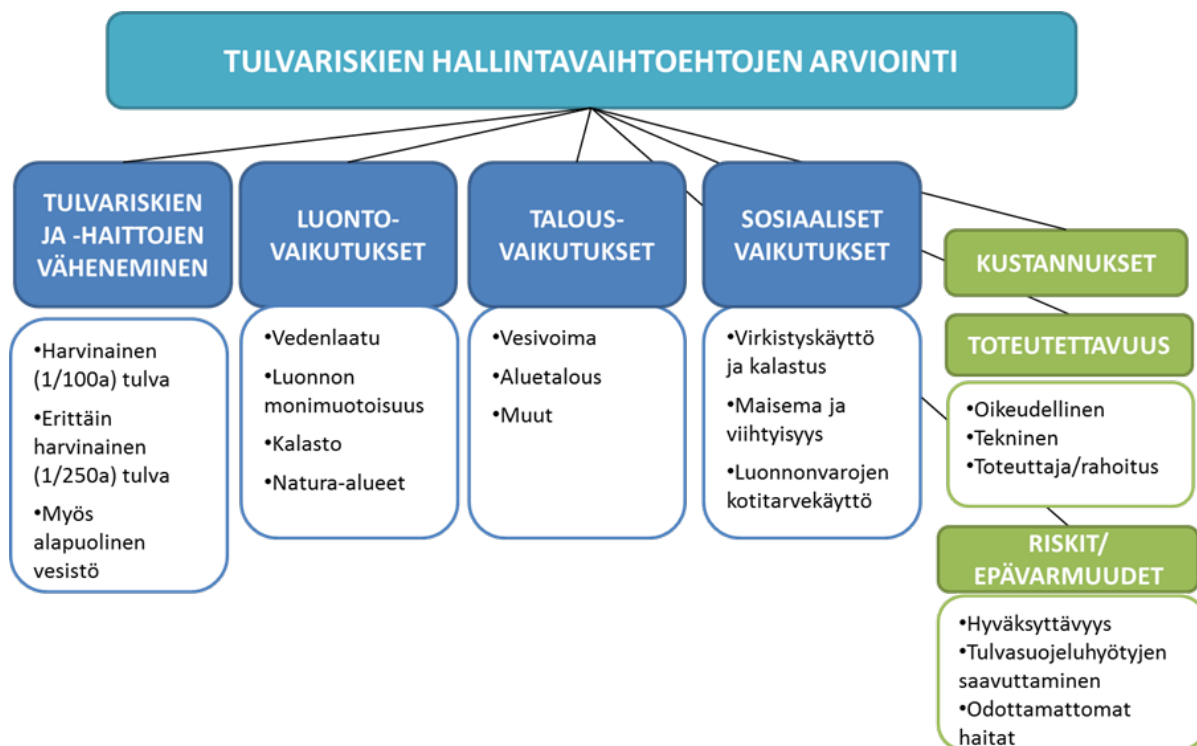 TULVARISKIEN HALLINTAVAIHTOEHTOJEN ARVIOINTI
TULVARISKIEN
JA -HAITTOJEN
VÄHENEMINEN
•Harvinainen
(1/100a) tulva
•Erittäin
harvinainen
(1/250a) tulva
•Myös
alapuolinen
vesistö
LUONTO-
VAIKUTUKSET
•Vedenlaatu
•Luonnon
monimuotoisuus
•Kalasto
•Natura-alueet
TALOUS-
VAIKUTUKSET
•Vesivoima
•Aluetalous
•Muut
SOSIAALISET
VAIKUTUKSET
•Virkistyskäyttö
ja kalastus
•Maisema ja
viihtyisyys
•Luonnonvarojen
kotitarvekäyttö
KUSTANNUKSET
TOTEUTETTAVUUS
•Oikeudellinen
•Tekninen
•Toteuttaja/rahoitus
RISKIT/
EPÄVARMUUDET
•Hyväksyttävyys
•Tulvasuojeluhyötyjen
saavuttaminen
•Odottamattomat
haitat